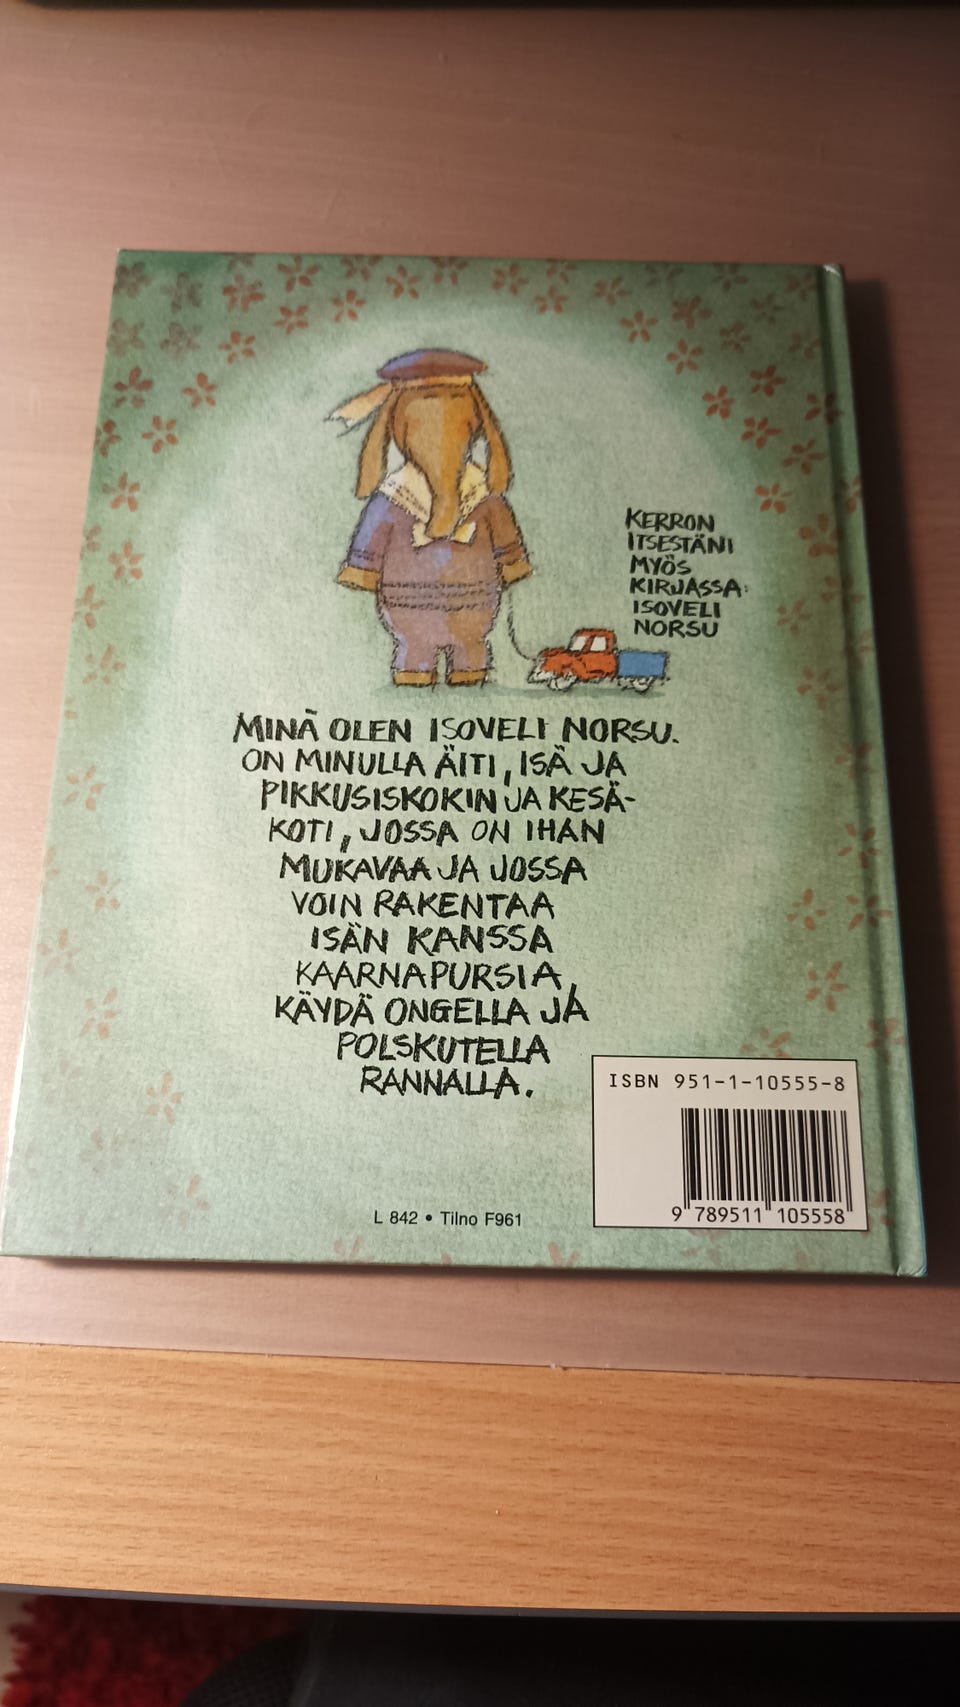 KERRON
ITSESTÄNI
MYÖS
KIRJASSA:
ISOVELI
NORSU
MINÄ OLEN ISOVELI NORSU.
ON MINULLA ÄITI, ISÄ JA
PIKKUSISKOKIN JA KESÄ-
KOTI, JOSSA ON IHAN
MUKAVAA JA JOSSA
VOIN RAKENTAA
ISÄN KANSSA
KAARNAPURSIA,
KÄYDÄ ONGELLA JA
POLSKUTELLA
RANNALLA.
ISBN 951-1-10555-8
9 789511 105558
L 842 • Tilno F961